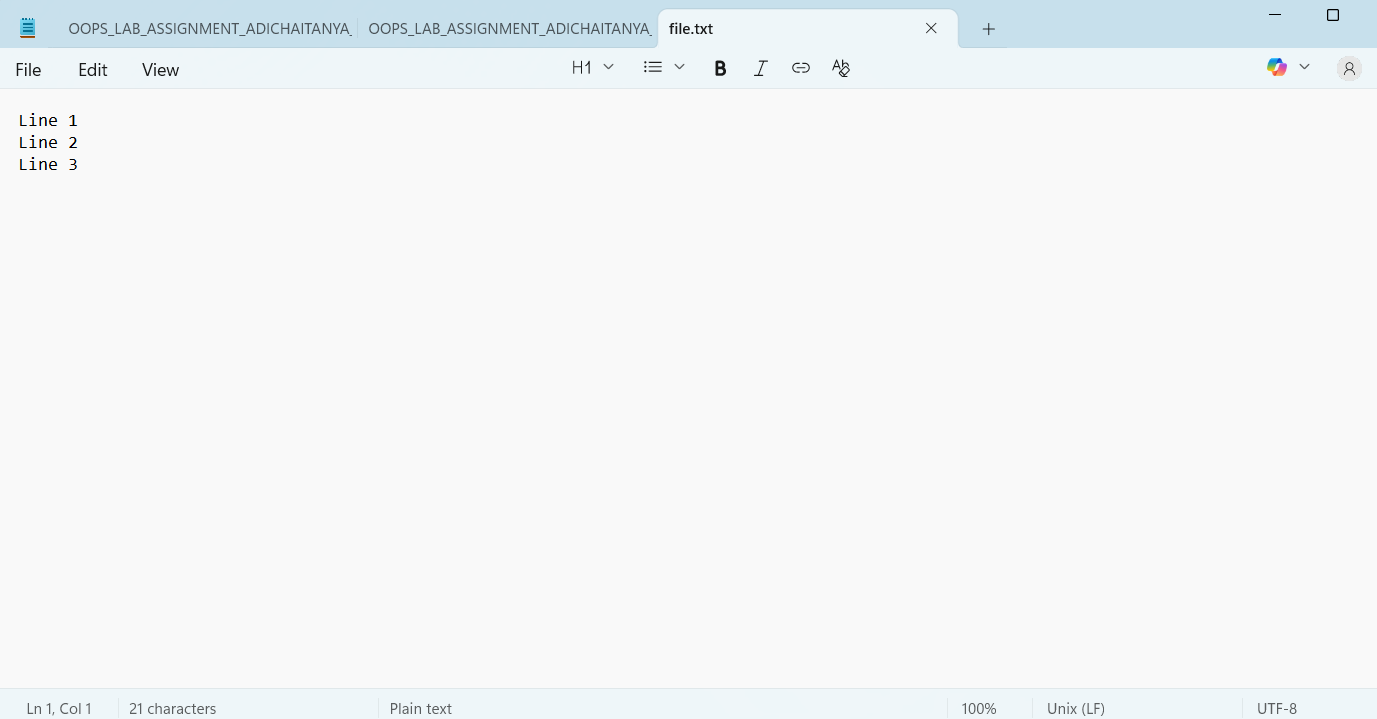 OOPS_LAB_ASSIGNMENT_ADICHAITANYA_ OOPS_LAB_ASSIGNMENT_ADICHAITANYA_ file.txt
File Edit View H1 B I A
Line 1
Line 2
Line 3
Ln 1, Col 1 21 characters Plain text 100% Unix (LF) UTF-8